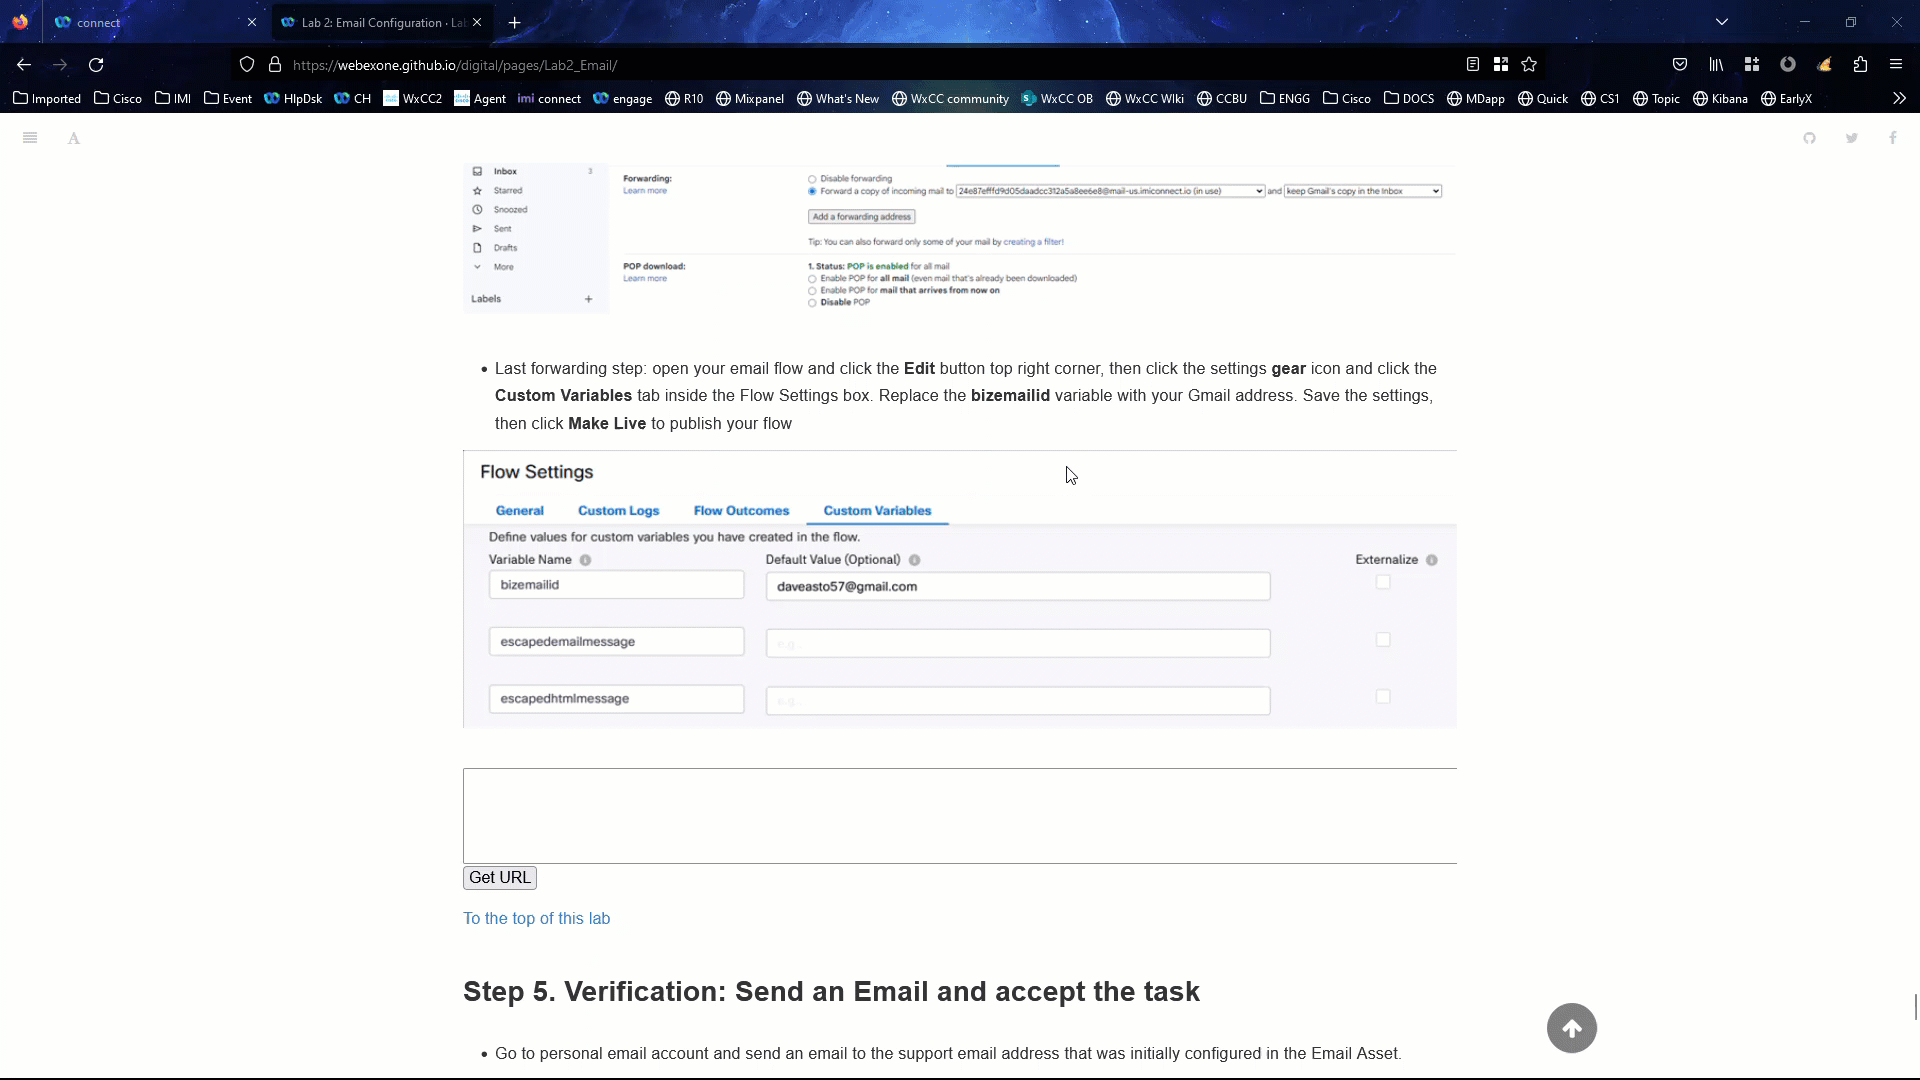 connect
Lab 2: Email Configuration · La
https://webexone.github.io/digital/pages/Lab2_Email/
Imported Cisco IMI Event HlpDsk CH WxCC2 Agent imi connect engage R10 Mixpanel What's New WxCC community WxCC OB WxCC WIki CCBU ENGG Cisco DOCS MDapp Quick CS1 Topic Kibana EarlyX
A
Inbox 3
Starred
Snoozed
Sent
Drafts
More
Labels +
Forwarding:
Learn more
Disable forwarding
Forward a copy of incoming mail to 24e87efffd9d05daadcc312a5a8ee6e8@mail-us.imiconnect.io (in use) and keep Gmail's copy in the Inbox
Add a forwarding address
Tip: You can also forward only some of your mail by creating a filter!
POP download:
Learn more
1. Status: POP is enabled for all mail
Enable POP for all mail (even mail that's already been downloaded)
Enable POP for mail that arrives from now on
Disable POP
• Last forwarding step: open your email flow and click the Edit button top right corner, then click the settings gear icon and click the
Custom Variables tab inside the Flow Settings box. Replace the bizemailid variable with your Gmail address. Save the settings,
then click Make Live to publish your flow
Flow Settings
General Custom Logs Flow Outcomes Custom Variables
Define values for custom variables you have created in the flow.
Variable Name Default Value (Optional) Externalize
bizemailid daveasto57@gmail.com
escapedemailmessage e.g.
escapedhtmlmessage e.g.
Get URL
To the top of this lab
Step 5. Verification: Send an Email and accept the task
• Go to personal email account and send an email to the support email address that was initially configured in the Email Asset.